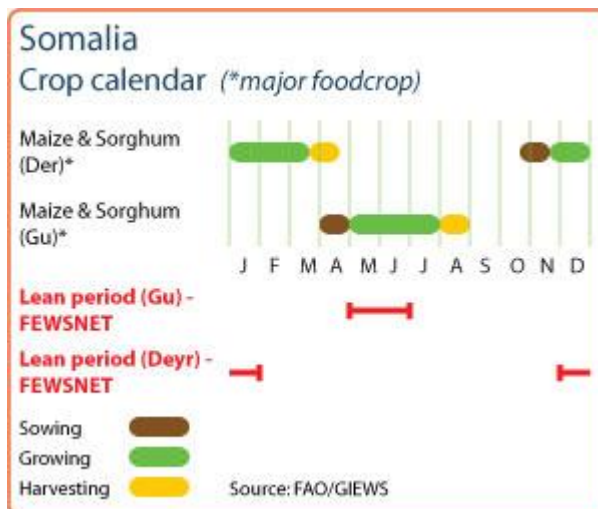 Somalia
Crop calendar (*major foodcrop)
Maize & Sorghum
(Der)*
Maize & Sorghum
(Gu)*
J F M A M J J A S O N D
Lean period (Gu) -
FEWSNET
Lean period (Deyr) -
FEWSNET
Sowing
Growing
Harvesting
Source: FAO/GIEWS